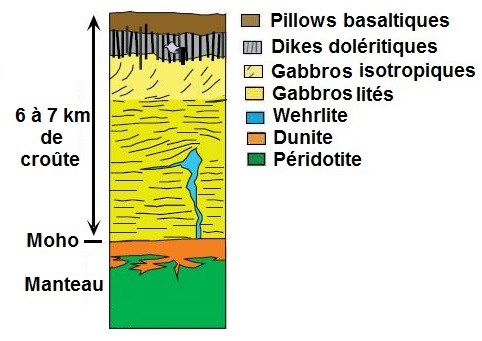 Pillows basaltiques
Dikes doléritiques
Gabbros isotropiques
Gabbros lités
Wehrlite
Dunite
Péridotite
6 à 7 km
de
croûte
Moho
Manteau